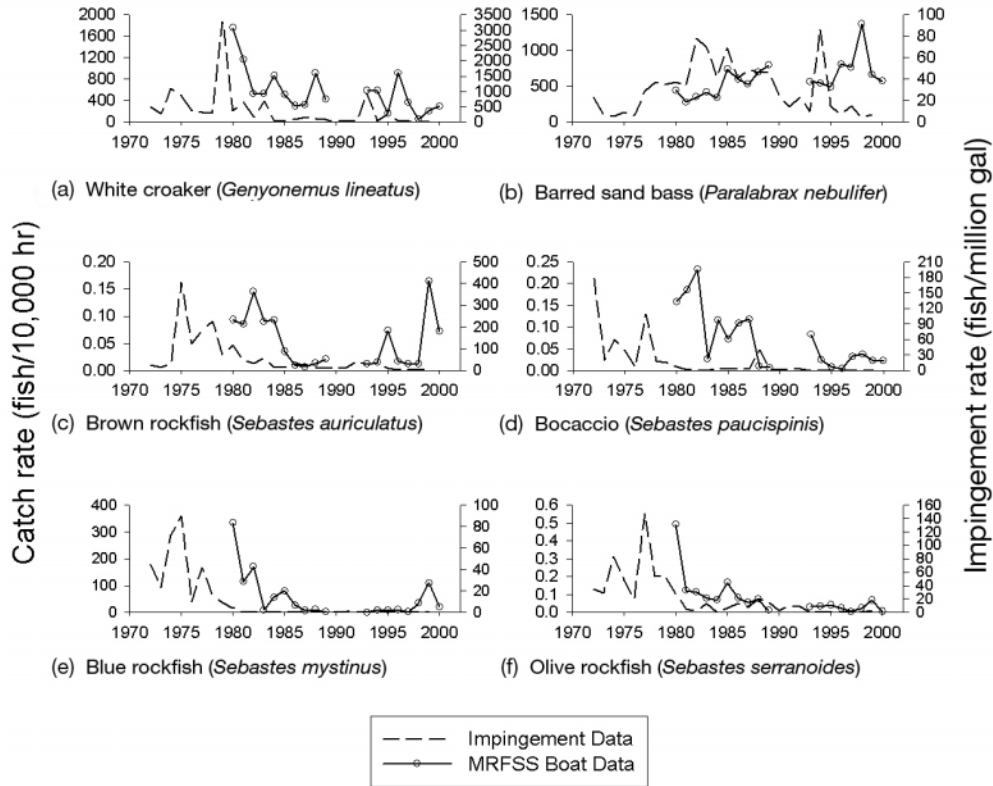 2000 3500
1600 3000
2500
1200 2000
800 1500
1000
400 500
0 0
1970 1975 1980 1985 1990 1995 2000
(a) White croaker (Genyonemus lineatus)
1500 100
80
1000 60
500 40
20
0 0
1970 1975 1980 1985 1990 1995 2000
(b) Barred sand bass (Paralabrax nebulifer)
0.20 500
0.15 400
300
0.10
200
0.05 100
0.00 0
1970 1975 1980 1985 1990 1995 2000
(c) Brown rockfish (Sebastes auriculatus)
0.25 210
0.20 180
150
0.15 120
0.10 90
60
0.05 30
0.00 0
1970 1975 1980 1985 1990 1995 2000
(d) Bocaccio (Sebastes paucispinis)
400 100
300 80
60
200
40
100 20
0 0
1970 1975 1980 1985 1990 1995 2000
(e) Blue rockfish (Sebastes mystinus)
0.6 160
0.5 140
120
0.4 100
0.3 80
0.2 60
40
0.1 20
0.0 0
1970 1975 1980 1985 1990 1995 2000
(f) Olive rockfish (Sebastes serranoides)
Catch rate (fish/10,000 hr)
Impingement rate (fish/million gal)
Impingement Data
MRFSS Boat Data